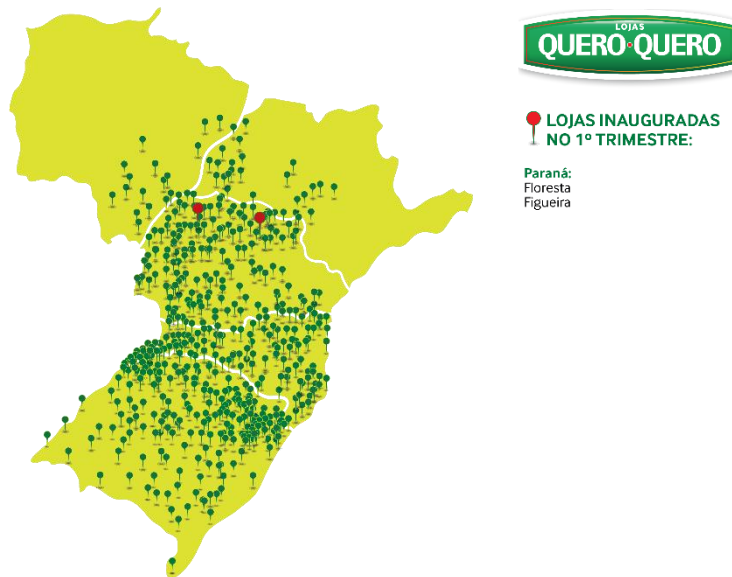 LOJAS
QUERO•QUERO
LOJAS INAUGURADAS
NO 1º TRIMESTRE:
Paraná:
Floresta
Figueira